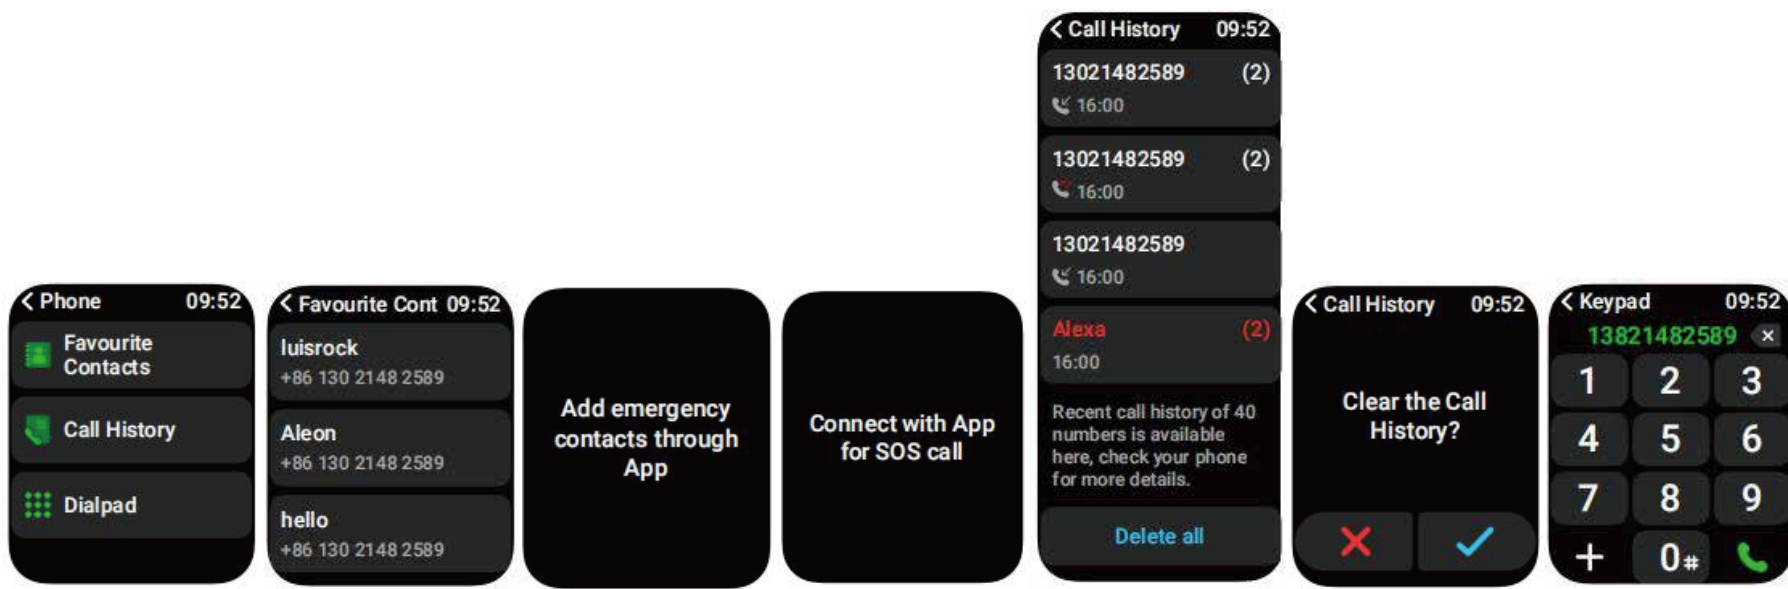 Phone 09:52
Favourite
Contacts
Call History
Dialpad
Favourite Cont 09:52
luisrock
+86 130 2148 2589
Aleon
+86 130 2148 2589
hello
+86 130 2148 2589
Add emergency
contacts through
App
Connect with App
for SOS call
Call History 09:52
13021482589 (2)
16:00
13021482589 (2)
16:00
13021482589
16:00
Alexa (2)
16:00
Recent call history of 40
numbers is available
here, check your phone
for more details.
Delete all
Call History 09:52
Clear the Call
History?
Keypad 09:52
13821482589
1 2 3
4 5 6
7 8 9
+ 0#